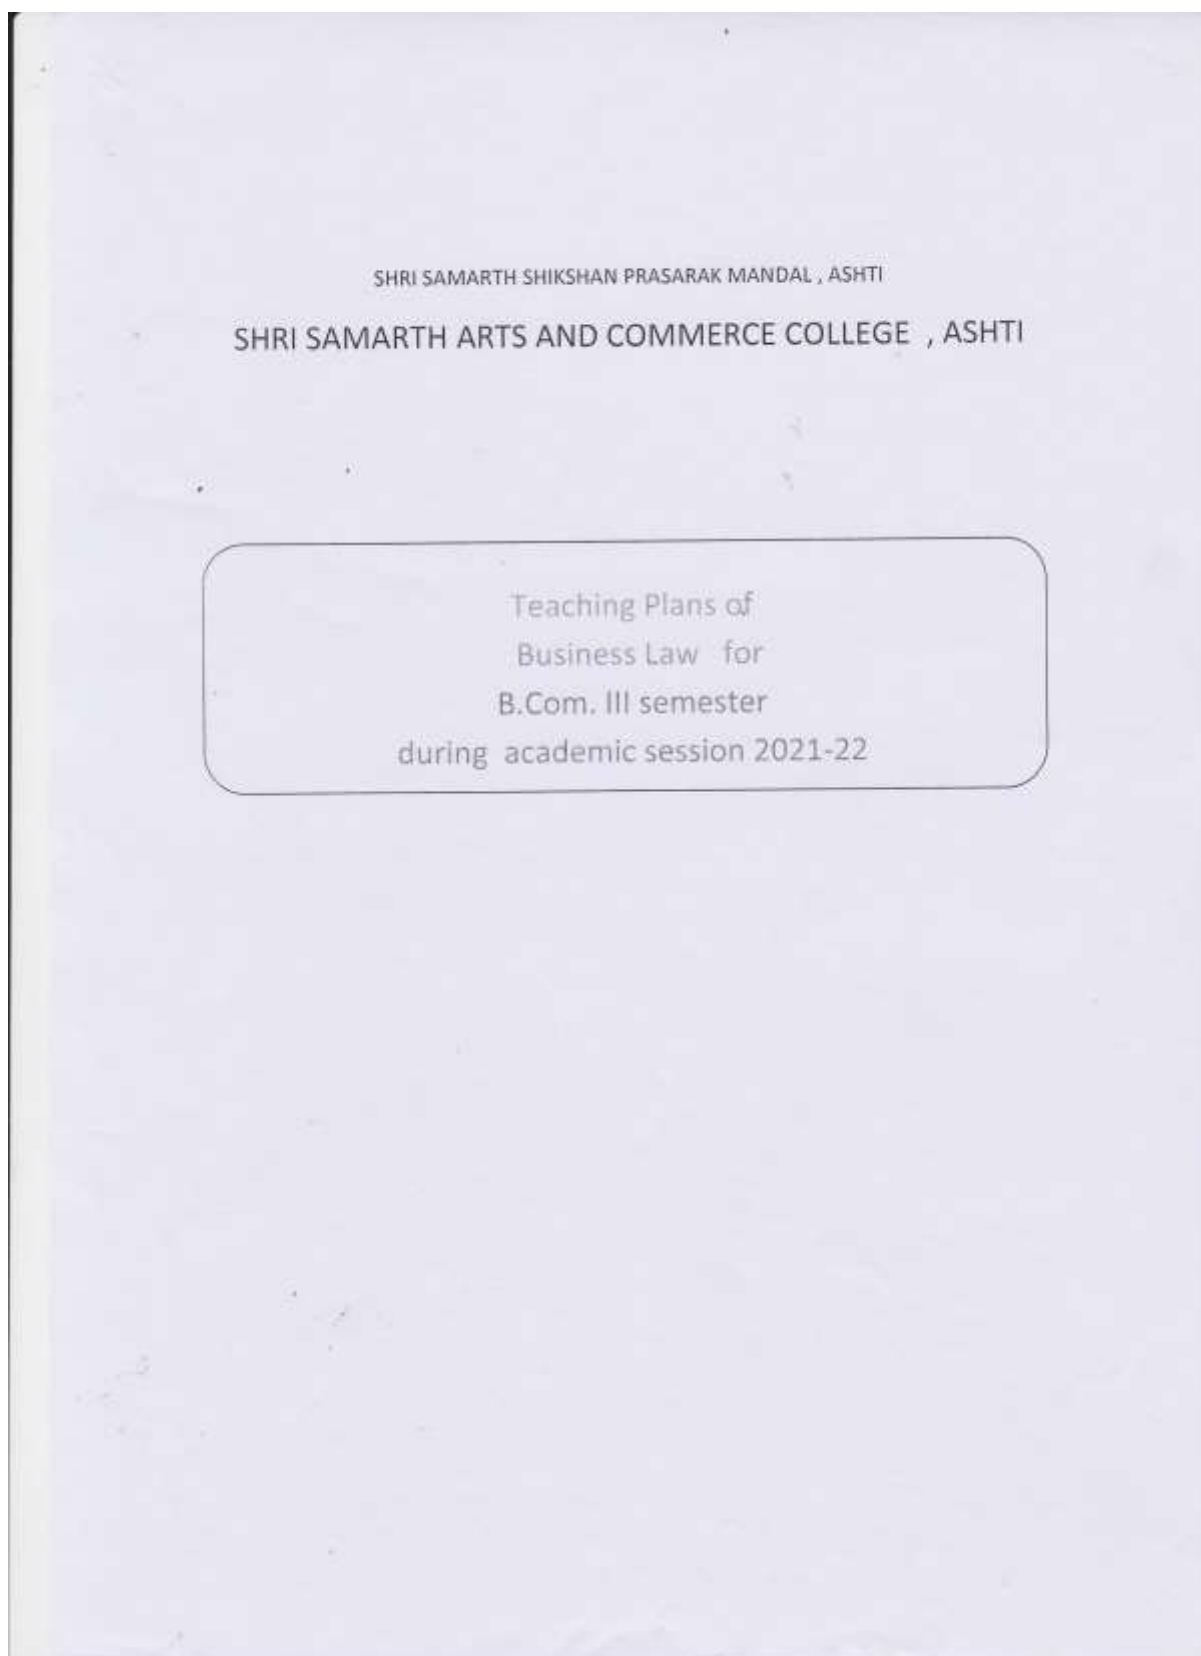 SHRI SAMARTH SHIKSHAN PRASARAK MANDAL , ASHTI
SHRI SAMARTH ARTS AND COMMERCE COLLEGE , ASHTI
Teaching Plans of
Business Law for
B.Com. III semester
during academic session 2021-22